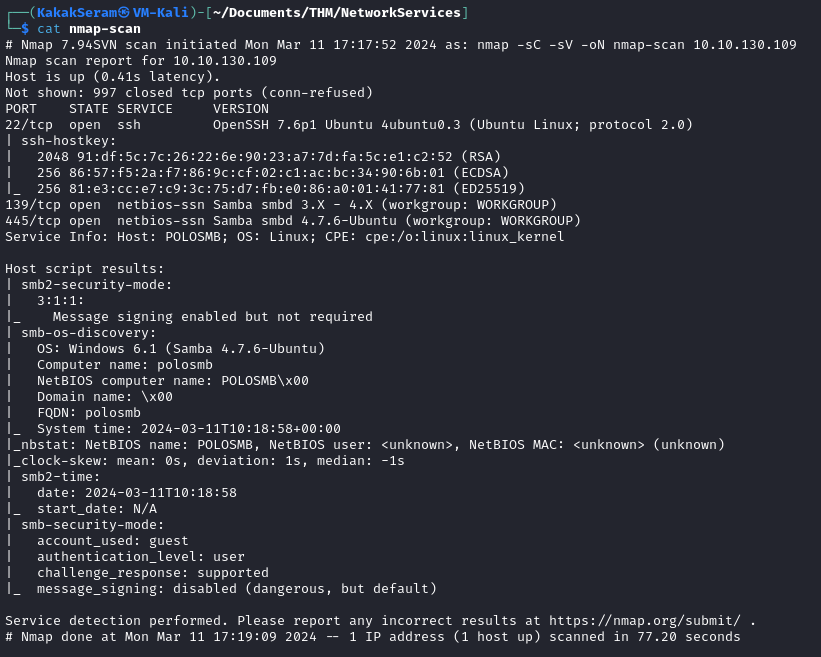 ┌──(KakakSeram㉿VM-Kali)-[~/Documents/THM/NetworkServices]
└─$ cat nmap-scan
# Nmap 7.94SVN scan initiated Mon Mar 11 17:17:52 2024 as: nmap -sC -sV -oN nmap-scan 10.10.130.109
Nmap scan report for 10.10.130.109
Host is up (0.41s latency).
Not shown: 997 closed tcp ports (conn-refused)
PORT    STATE SERVICE     VERSION
22/tcp  open  ssh         OpenSSH 7.6p1 Ubuntu 4ubuntu0.3 (Ubuntu Linux; protocol 2.0)
| ssh-hostkey:
|   2048 91:df:5c:7c:26:22:6e:90:23:a7:7d:fa:5c:e1:c2:52 (RSA)
|   256 86:57:f5:2a:f7:86:9c:cf:02:c1:ac:bc:34:90:6b:01 (ECDSA)
|_  256 81:e3:cc:e7:c9:3c:75:d7:fb:e0:86:a0:01:41:77:81 (ED25519)
139/tcp open  netbios-ssn Samba smbd 3.X - 4.X (workgroup: WORKGROUP)
445/tcp open  netbios-ssn Samba smbd 4.7.6-Ubuntu (workgroup: WORKGROUP)
Service Info: Host: POLOSMB; OS: Linux; CPE: cpe:/o:linux:linux_kernel

Host script results:
| smb2-security-mode:
|   3:1:1:
|_    Message signing enabled but not required
| smb-os-discovery:
|   OS: Windows 6.1 (Samba 4.7.6-Ubuntu)
|   Computer name: polosmb
|   NetBIOS computer name: POLOSMB\x00
|   Domain name: \x00
|   FQDN: polosmb
|_  System time: 2024-03-11T10:18:58+00:00
|_nbstat: NetBIOS name: POLOSMB, NetBIOS user: <unknown>, NetBIOS MAC: <unknown> (unknown)
|_clock-skew: mean: 0s, deviation: 1s, median: -1s
| smb2-time:
|   date: 2024-03-11T10:18:58
|_  start_date: N/A
| smb-security-mode:
|   account_used: guest
|   authentication_level: user
|   challenge_response: supported
|_  message_signing: disabled (dangerous, but default)

Service detection performed. Please report any incorrect results at https://nmap.org/submit/ .
# Nmap done at Mon Mar 11 17:19:09 2024 -- 1 IP address (1 host up) scanned in 77.20 seconds